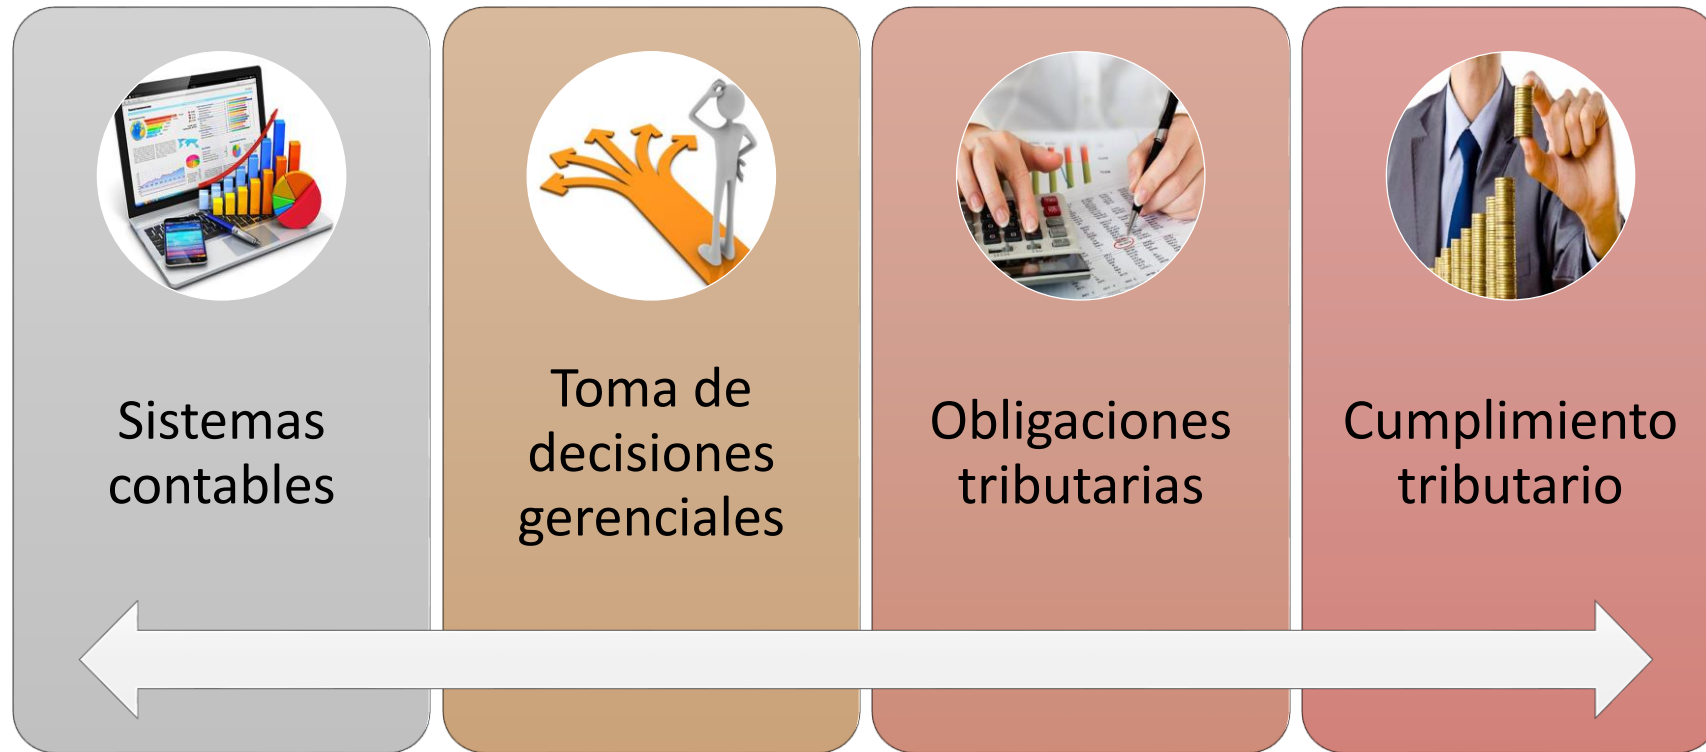 Sistemas
contables
Toma de
decisiones
gerenciales
Obligaciones
tributarias
Cumplimiento
tributario